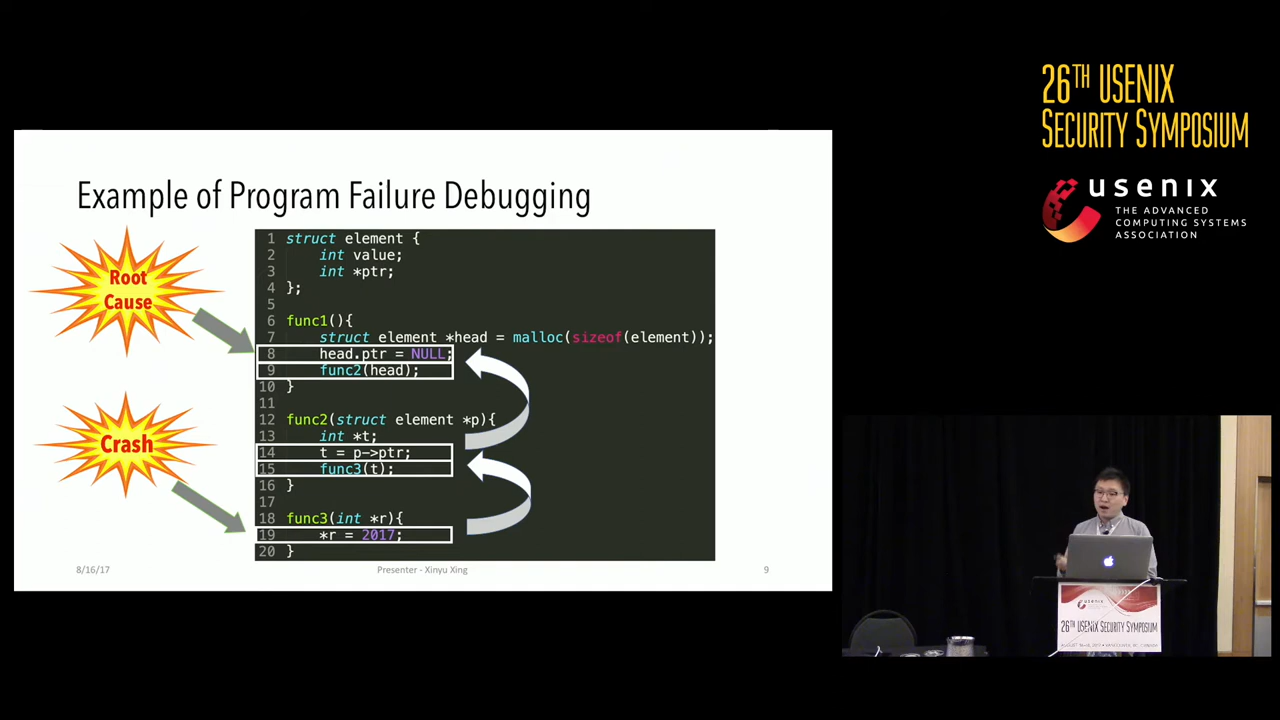 Example of Program Failure Debugging
Root
Cause
Crash
1 struct element {
2 int value;
3 int *ptr;
4 };
5
6 func1(){
7 struct element *head = malloc(sizeof(element));
8 head.ptr = NULL;
9 func2(head);
10 }
11
12 func2(struct element *p){
13 int *t;
14 t = p->ptr;
15 func3(t);
16 }
17
18 func3(int *r){
19 *r = 2017;
20 }
8/16/17
Presenter - Xinyu Xing
9
26TH USENIX
SECURITY SYMPOSIUM
usenix
THE ADVANCED
COMPUTING SYSTEMS
ASSOCIATION
usenix
26TH USENIX SECURITY SYMPOSIUM